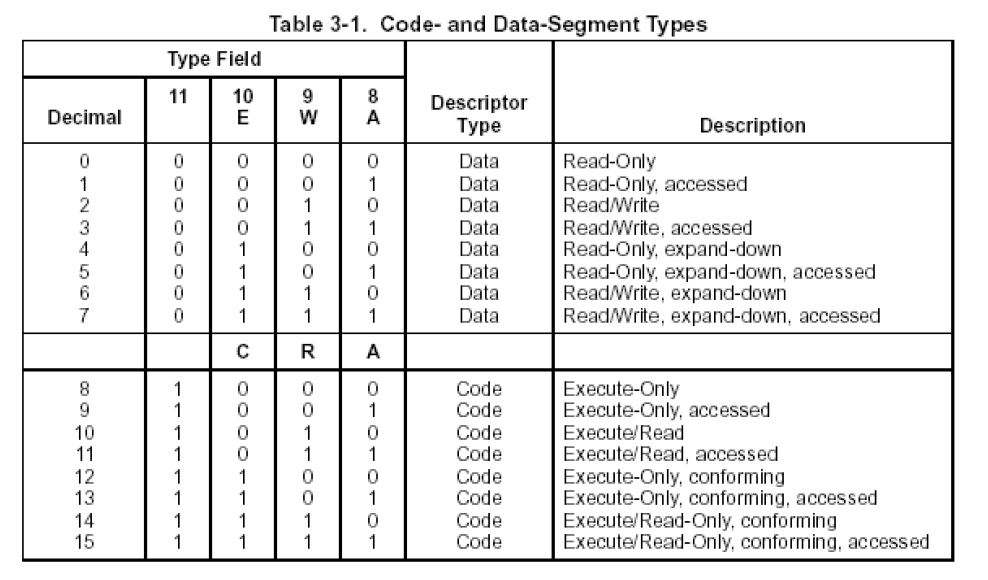 Table 3-1. Code- and Data-Segment Types
Type Field
Decimal 11 10 9 8 Descriptor Description
E W A Type
0 0 0 0 0 Data Read-Only
1 0 0 0 1 Data Read-Only, accessed
2 0 0 1 0 Data Read/Write
3 0 0 1 1 Data Read/Write, accessed
4 0 1 0 0 Data Read-Only, expand-down
5 0 1 0 1 Data Read-Only, expand-down, accessed
6 0 1 1 0 Data Read/Write, expand-down
7 0 1 1 1 Data Read/Write, expand-down, accessed
C R A
8 1 0 0 0 Code Execute-Only
9 1 0 0 1 Code Execute-Only, accessed
10 1 0 1 0 Code Execute/Read
11 1 0 1 1 Code Execute/Read, accessed
12 1 1 0 0 Code Execute-Only, conforming
13 1 1 0 1 Code Execute-Only, conforming, accessed
14 1 1 1 0 Code Execute/Read-Only, conforming
15 1 1 1 1 Code Execute/Read-Only, conforming, accessed